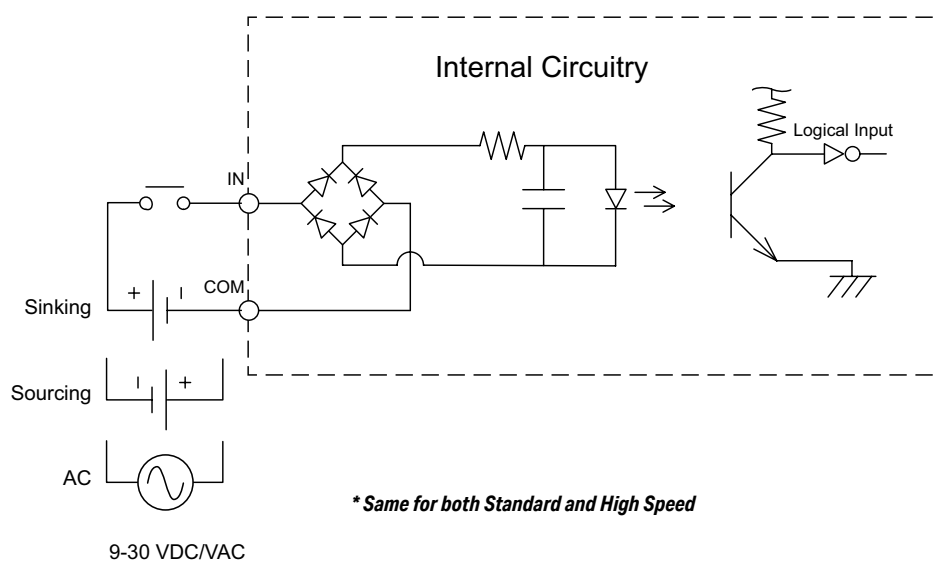 Internal Circuitry
Logical Input
IN
COM
+ −
Sinking
− +
Sourcing
AC
* Same for both Standard and High Speed
9-30 VDC/VAC